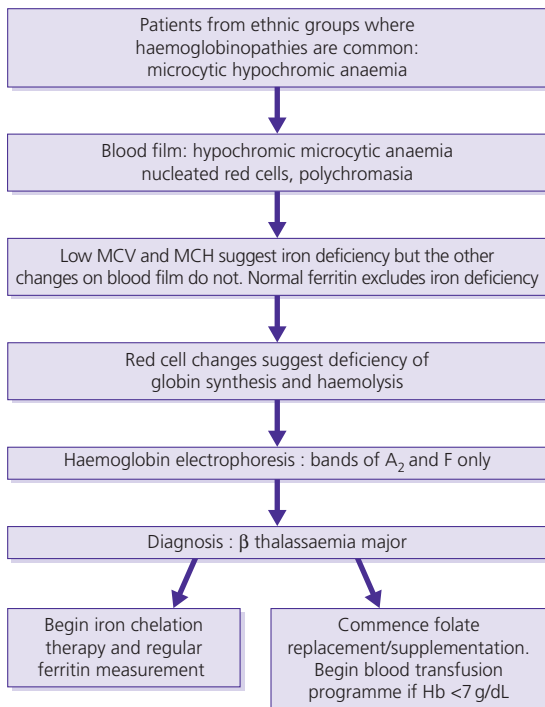 Patients from ethnic groups where
haemoglobinopathies are common:
microcytic hypochromic anaemia
Blood film: hypochromic microcytic anaemia
nucleated red cells, polychromasia
Low MCV and MCH suggest iron deficiency but the other
changes on blood film do not. Normal ferritin excludes iron deficiency
Red cell changes suggest deficiency of
globin synthesis and haemolysis
Haemoglobin electrophoresis : bands of A₂ and F only
Diagnosis : β thalassaemia major
Begin iron chelation
therapy and regular
ferritin measurement
Commence folate
replacement/supplementation.
Begin blood transfusion
programme if Hb <7 g/dL